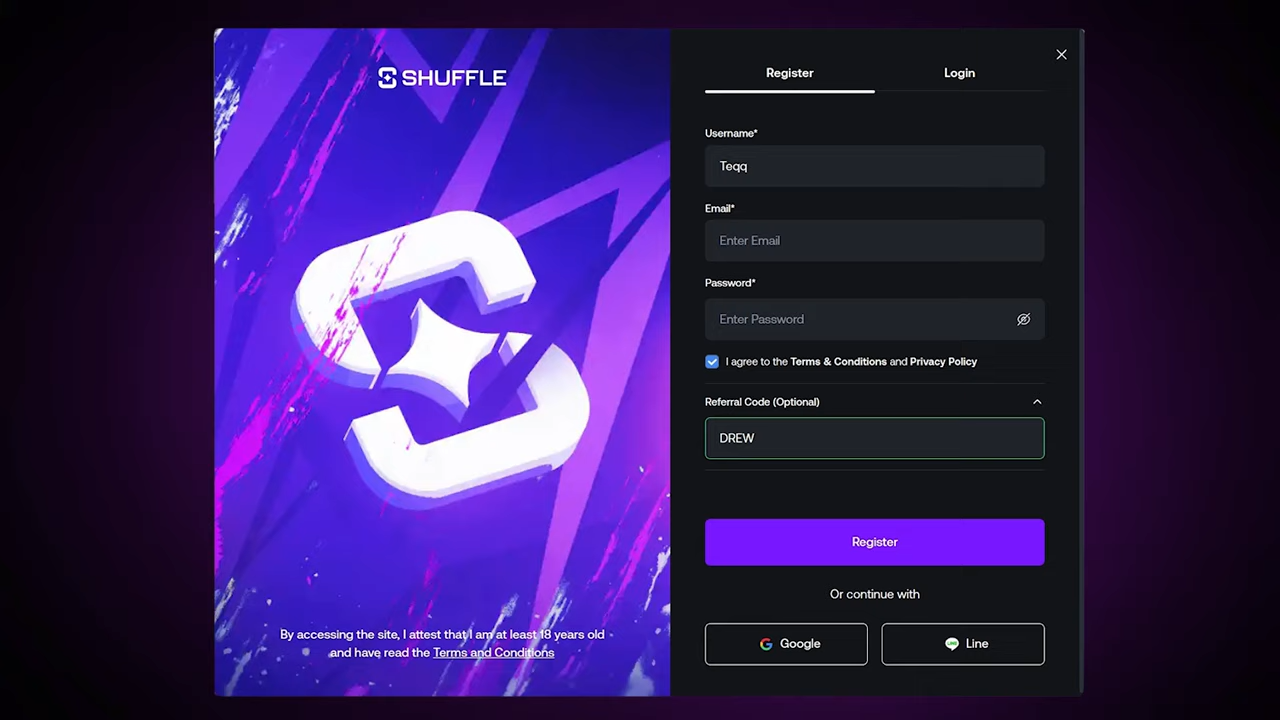 SHUFFLE
By accessing the site, I attest that I am at least 18 years old
and have read the Terms and Conditions
Register
Login
Username*
Teqq
Email*
Enter Email
Password*
Enter Password
I agree to the Terms & Conditions and Privacy Policy
Referral Code (Optional)
DREW
Register
Or continue with
Google
LINE Line